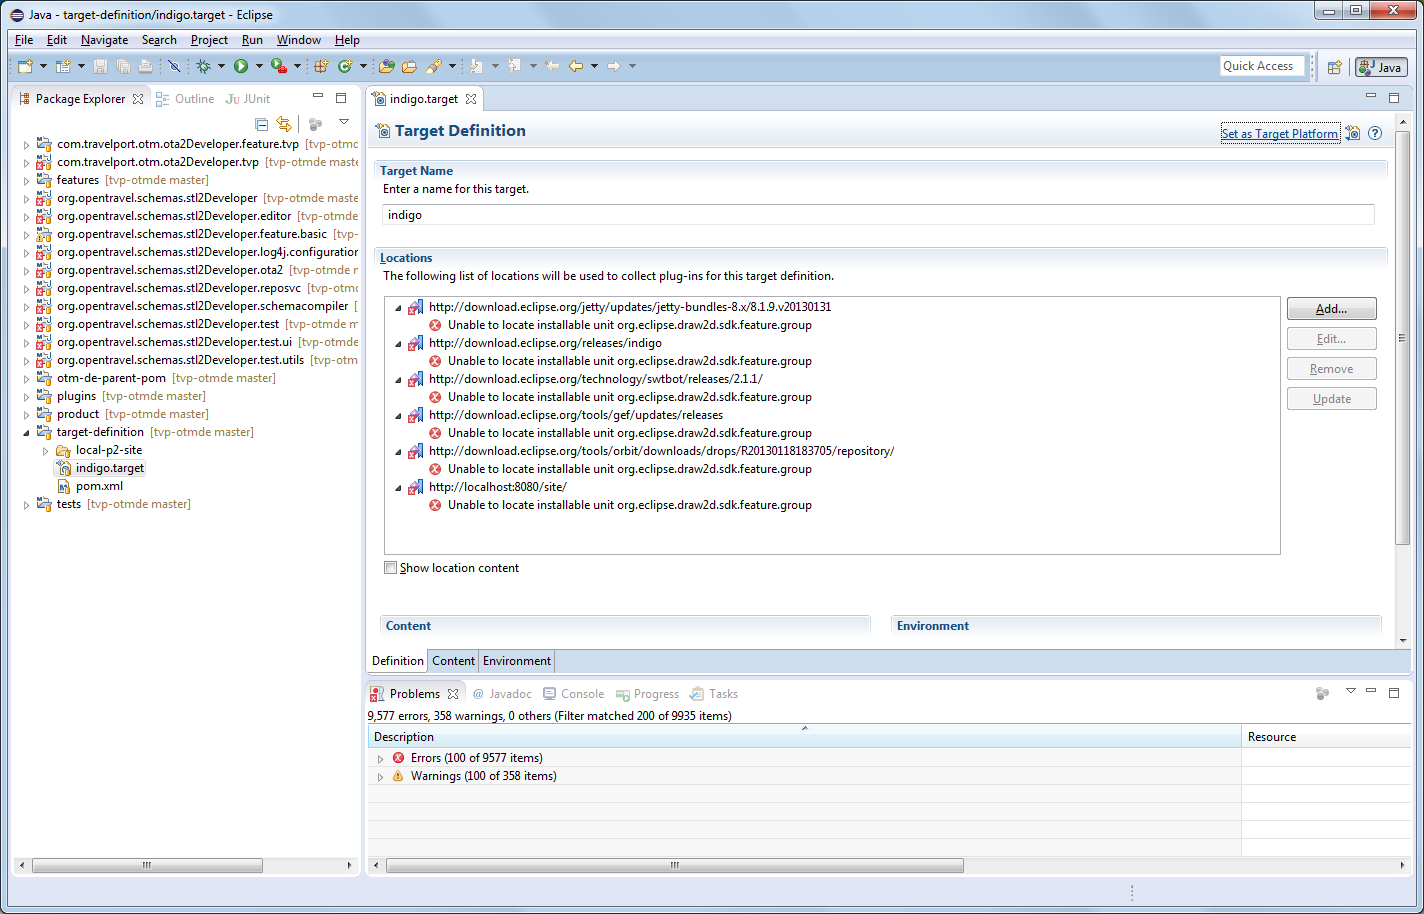 Java - target-definition/indigo.target - Eclipse
File Edit Navigate Search Project Run Window Help
Quick Access
Java
Package Explorer Outline JUnit
com.travelport.otm.ota2Developer.feature.tvp [tvp-otmd
com.travelport.otm.ota2Developer.tvp [tvp-otmde maste
features [tvp-otmde master]
org.opentravel.schemas.stl2Developer [tvp-otmde maste
org.opentravel.schemas.stl2Developer.editor [tvp-otmde
org.opentravel.schemas.stl2Developer.feature.basic [tvp-
org.opentravel.schemas.stl2Developer.log4j.configuration
org.opentravel.schemas.stl2Developer.ota2 [tvp-otmde r
org.opentravel.schemas.stl2Developer.reposvc [tvp-otmc
org.opentravel.schemas.stl2Developer.schemacompiler [
org.opentravel.schemas.stl2Developer.test [tvp-otmde m
org.opentravel.schemas.stl2Developer.test.ui [tvp-otmde
org.opentravel.schemas.stl2Developer.test.utils [tvp-otm
otm-de-parent-pom [tvp-otmde master]
plugins [tvp-otmde master]
product [tvp-otmde master]
target-definition [tvp-otmde master]
local-p2-site
indigo.target
pom.xml
tests [tvp-otmde master]
indigo.target
Target Definition
Set as Target Platform
Target Name
Enter a name for this target.
indigo
Locations
The following list of locations will be used to collect plug-ins for this target definition.
http://download.eclipse.org/jetty/updates/jetty-bundles-8.x/8.1.9.v20130131
Unable to locate installable unit org.eclipse.draw2d.sdk.feature.group
http://download.eclipse.org/releases/indigo
Unable to locate installable unit org.eclipse.draw2d.sdk.feature.group
http://download.eclipse.org/technology/swtbot/releases/2.1.1/
Unable to locate installable unit org.eclipse.draw2d.sdk.feature.group
http://download.eclipse.org/tools/gef/updates/releases
Unable to locate installable unit org.eclipse.draw2d.sdk.feature.group
http://download.eclipse.org/tools/orbit/downloads/drops/R20130118183705/repository/
Unable to locate installable unit org.eclipse.draw2d.sdk.feature.group
http://localhost:8080/site/
Unable to locate installable unit org.eclipse.draw2d.sdk.feature.group
Add...
Edit...
Remove
Update
Show location content
Content Environment
Definition Content Environment
Problems Javadoc Console Progress Tasks
9,577 errors, 358 warnings, 0 others (Filter matched 200 of 9935 items)
Description Resource
Errors (100 of 9577 items)
Warnings (100 of 358 items)